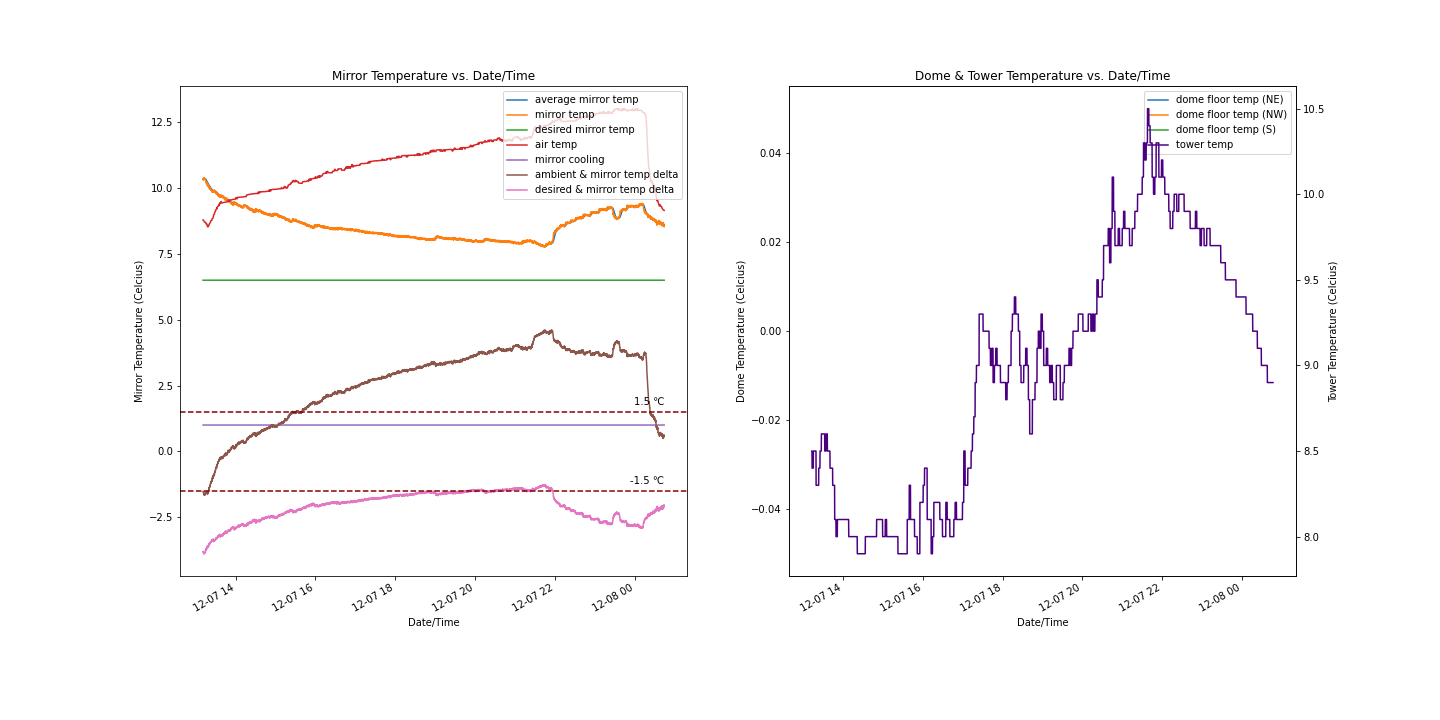 Mirror Temperature vs. Date/Time
Mirror Temperature (Celcius)
12.5
10.0
7.5
5.0
2.5
0.0
−2.5
average mirror temp
mirror temp
desired mirror temp
air temp
mirror cooling
ambient & mirror temp delta
desired & mirror temp delta
1.5 °C
-1.5 °C
12-07 14
12-07 16
12-07 18
12-07 20
12-07 22
12-08 00
Date/Time
Dome & Tower Temperature vs. Date/Time
Dome Temperature (Celcius)
0.04
0.02
0.00
−0.02
−0.04
dome floor temp (NE)
dome floor temp (NW)
dome floor temp (S)
tower temp
10.5
10.0
9.5
9.0
8.5
8.0
Tower Temperature (Celcius)
12-07 14
12-07 16
12-07 18
12-07 20
12-07 22
12-08 00
Date/Time